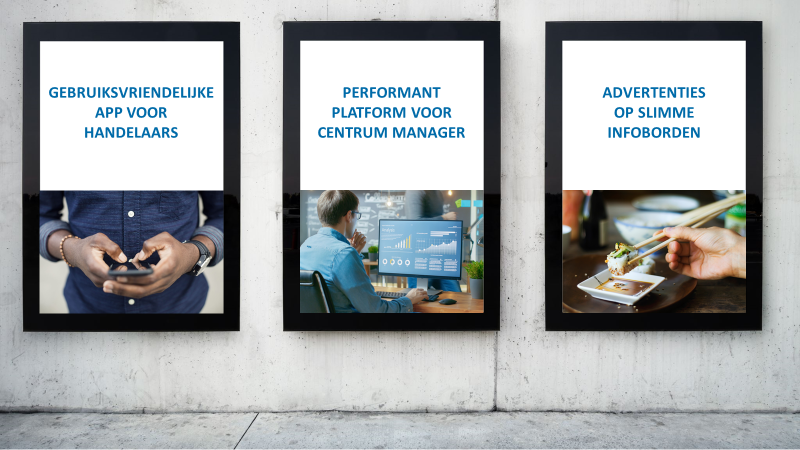 GEBRUIKSVRIENDELIJKE
APP VOOR
HANDELAARS
PERFORMANT
PLATFORM VOOR
CENTRUM MANAGER
ADVERTENTIES
OP SLIMME
INFOBORDEN